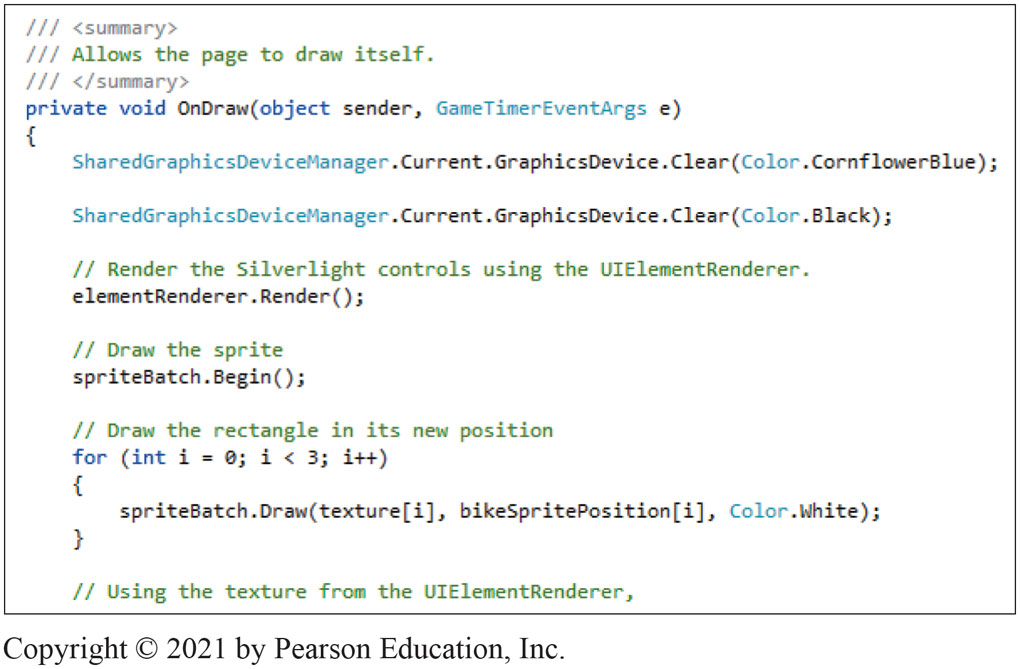 /// <summary>
/// Allows the page to draw itself.
/// </summary>
private void OnDraw(object sender, GameTimerEventArgs e)
{
    SharedGraphicsDeviceManager.Current.GraphicsDevice.Clear(Color.CornflowerBlue);

    SharedGraphicsDeviceManager.Current.GraphicsDevice.Clear(Color.Black);

    // Render the Silverlight controls using the UIElementRenderer.
    elementRenderer.Render();

    // Draw the sprite
    spriteBatch.Begin();

    // Draw the rectangle in its new position
    for (int i = 0; i < 3; i++)
    {
        spriteBatch.Draw(texture[i], bikeSpritePosition[i], Color.White);
    }

    // Using the texture from the UIElementRenderer,
Copyright © 2021 by Pearson Education, Inc.